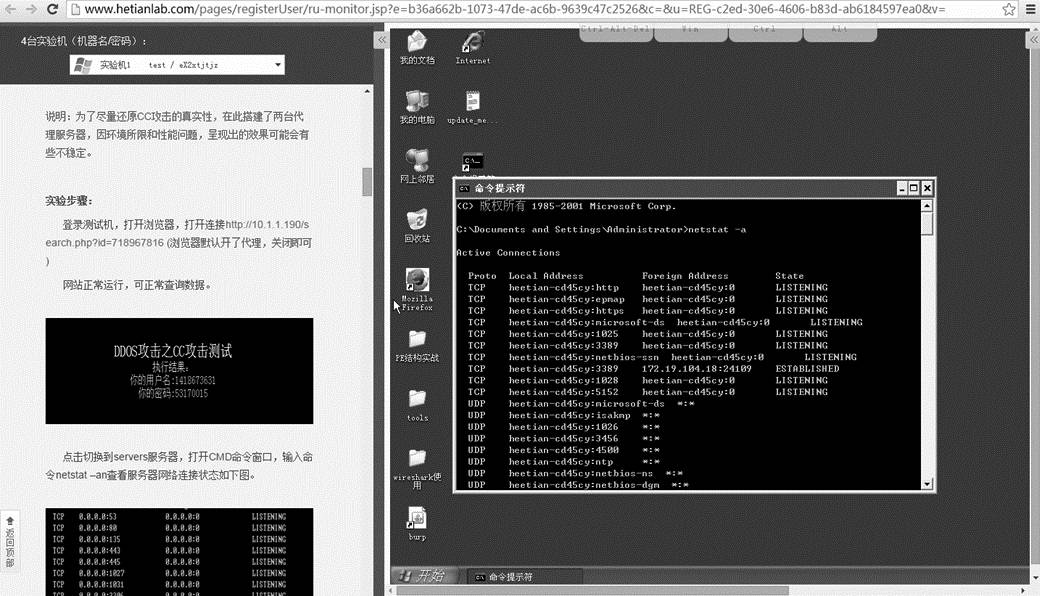 www.hetianlab.com/pages/registerUser/ru-monitor.jsp?e=b36a662b-1073-47de-ac6b-9639c47c2526&c=&u=REG-c2ed-30e6-4606-b83d-ab6184597ea0&v=
4台实验机（机器名/密码）：
实验机1 test / eX2xtjtjz
说明：为了尽量还原CC攻击的真实性，在此搭建了两台代
理服务器，因环境所限和性能问题，呈现出的效果可能会有
些不稳定。
实验步骤：
登录测试机，打开浏览器，打开连接http://10.1.1.190/s
earch.php?id=718967816 (浏览器默认开了代理，关闭即可
)
网站正常运行，可正常查询数据。
DDOS攻击之CC攻击测试
执行结果：
你的用户名:1418673631
你的密码:53170015
点击切换到servers服务器，打开CMD命令窗口，输入命
令netstat –an查看服务器网络连接状态如下图。
TCP 0.0.0.0:53 0.0.0.0:0 LISTENING
TCP 0.0.0.0:80 0.0.0.0:0 LISTENING
TCP 0.0.0.0:135 0.0.0.0:0 LISTENING
TCP 0.0.0.0:443 0.0.0.0:0 LISTENING
TCP 0.0.0.0:445 0.0.0.0:0 LISTENING
TCP 0.0.0.0:1027 0.0.0.0:0 LISTENING
TCP 0.0.0.0:1031 0.0.0.0:0 LISTENING
TCP 0.0.0.0:3306 0.0.0.0:0 LISTENING
返回顶部
Ctrl-Alt-Del Win Ctrl Alt
我的文档
Internet
我的电脑
update_me...
网上邻居
回收站
Mozilla
Firefox
PE结构实战
tools
wireshark使
用
burp
命令提示符
(C) 版权所有 1985-2001 Microsoft Corp.
C:\Documents and Settings\Administrator>netstat -a
Active Connections
Proto Local Address Foreign Address State
TCP heetian-cd45cy:http heetian-cd45cy:0 LISTENING
TCP heetian-cd45cy:epmap heetian-cd45cy:0 LISTENING
TCP heetian-cd45cy:https heetian-cd45cy:0 LISTENING
TCP heetian-cd45cy:microsoft-ds heetian-cd45cy:0 LISTENING
TCP heetian-cd45cy:1025 heetian-cd45cy:0 LISTENING
TCP heetian-cd45cy:3389 heetian-cd45cy:0 LISTENING
TCP heetian-cd45cy:netbios-ssn heetian-cd45cy:0 LISTENING
TCP heetian-cd45cy:3389 172.19.104.18:24109 ESTABLISHED
TCP heetian-cd45cy:1028 heetian-cd45cy:0 LISTENING
TCP heetian-cd45cy:5152 heetian-cd45cy:0 LISTENING
UDP heetian-cd45cy:microsoft-ds *:*
UDP heetian-cd45cy:isakmp *:*
UDP heetian-cd45cy:1026 *:*
UDP heetian-cd45cy:3456 *:*
UDP heetian-cd45cy:4500 *:*
UDP heetian-cd45cy:ntp *:*
UDP heetian-cd45cy:netbios-ns *:*
UDP heetian-cd45cy:netbios-dgm *:*
开始
命令提示符